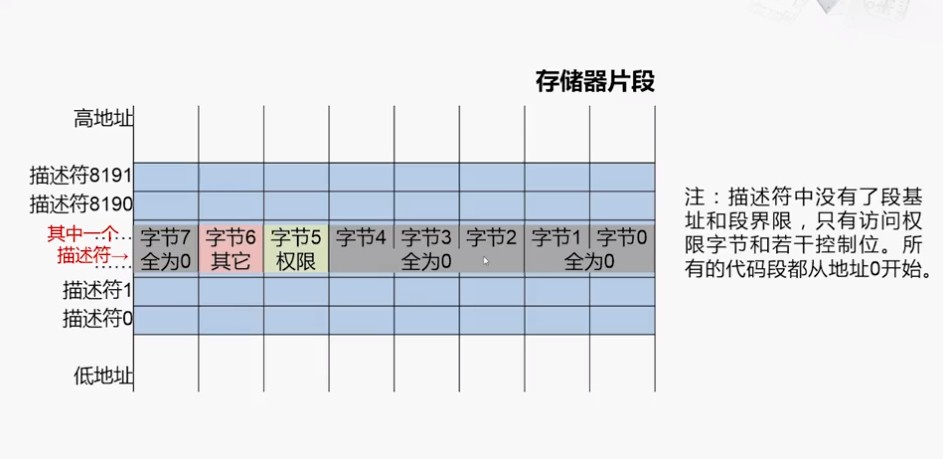 存储器片段
高地址
描述符8191
描述符8190
其中一个……
描述符→
……
字节7 字节6 字节5 字节4 字节3 字节2 字节1 字节0
全为0 其它 权限 全为0 全为0
描述符1
描述符0
低地址
注：描述符中没有了段基
址和段界限，只有访问权
限字节和若干控制位。所
有的代码段都从地址0开始。